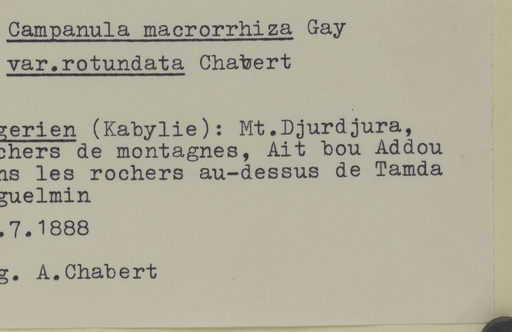 Campanula macrorrhiza Gay
var.rotundata Chabert
gerien (Kabylie): Mt.Djurdjura,
chers de montagnes, Ait bou Addou
ns les rochers au-dessus de Tamda
guelmin
.7.1888
g. A.Chabert